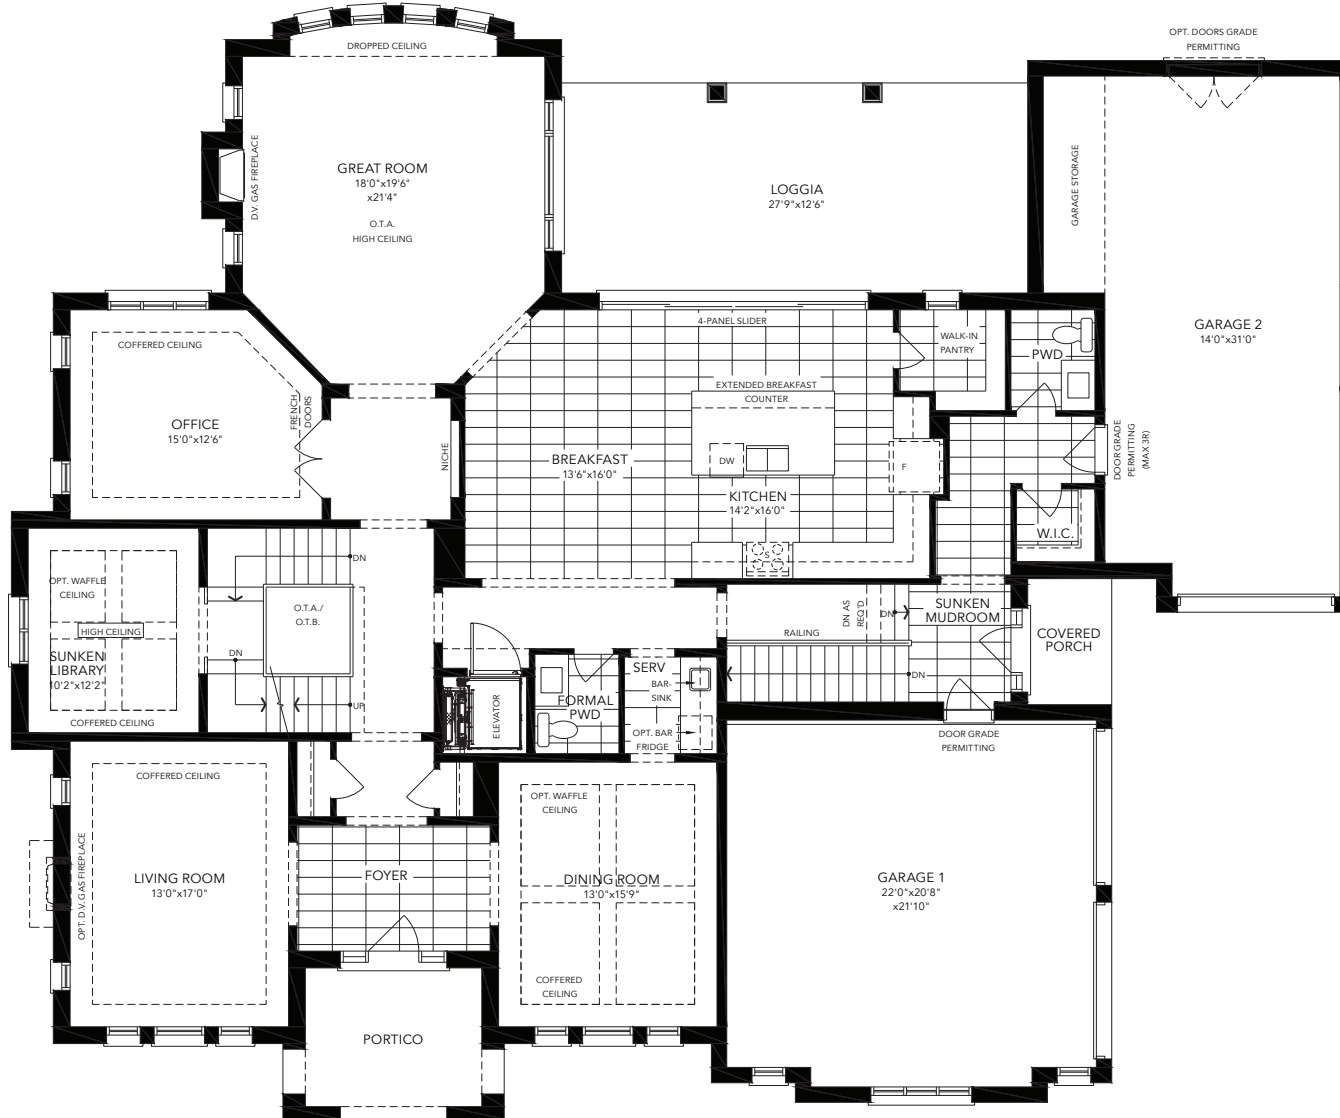 OPT. DOORS GRADE
PERMITTING
DROPPED CEILING
D.V. GAS FIREPLACE
GREAT ROOM
18'0"x19'6"
x21'4"
O.T.A.
HIGH CEILING
LOGGIA
27'9"x12'6"
GARAGE STORAGE
GARAGE 2
14'0"x31'0"
COFFERED CEILING
OFFICE
15'0"x12'6"
FRENCH
DOORS
NICHE
4-PANEL SLIDER
WALK-IN
PANTRY
PWD
EXTENDED BREAKFAST
COUNTER
DW
BREAKFAST
13'6"x16'0"
F
KITCHEN
14'2"x16'0"
S
DOOR GRADE
PERMITTING
(MAX 3R)
W.I.C.
OPT. WAFFLE
CEILING
HIGH CEILING
SUNKEN
LIBRARY
10'2"x12'2"
COFFERED CEILING
DN
O.T.A./
O.T.B.
DN
UP
DN AS
REQ'D
DN
RAILING
DN
SUNKEN
MUDROOM
COVERED
PORCH
ELEVATOR
FORMAL
PWD
SERV
BAR-
SINK
OPT. BAR
FRIDGE
DOOR GRADE
PERMITTING
COFFERED CEILING
OPT. D.V. GAS FIREPLACE
LIVING ROOM
13'0"x17'0"
FOYER
OPT. WAFFLE
CEILING
DINING ROOM
13'0"x15'9"
COFFERED
CEILING
GARAGE 1
22'0"x20'8"
x21'10"
PORTICO